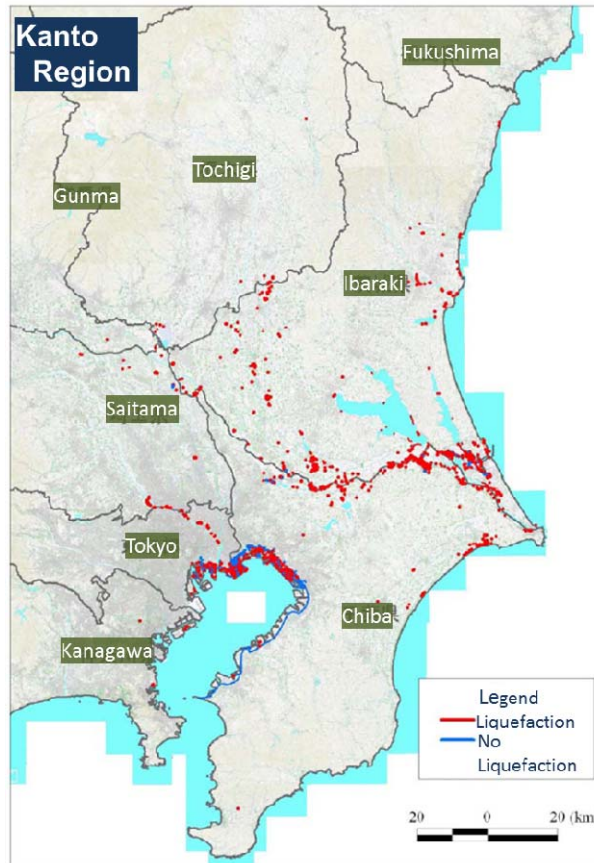 Kanto
Region
Fukushima
Tochigi
Gunma
Ibaraki
Saitama
Tokyo
Chiba
Kanagawa
Legend
Liquefaction
No
Liquefaction
20 0 20 (km